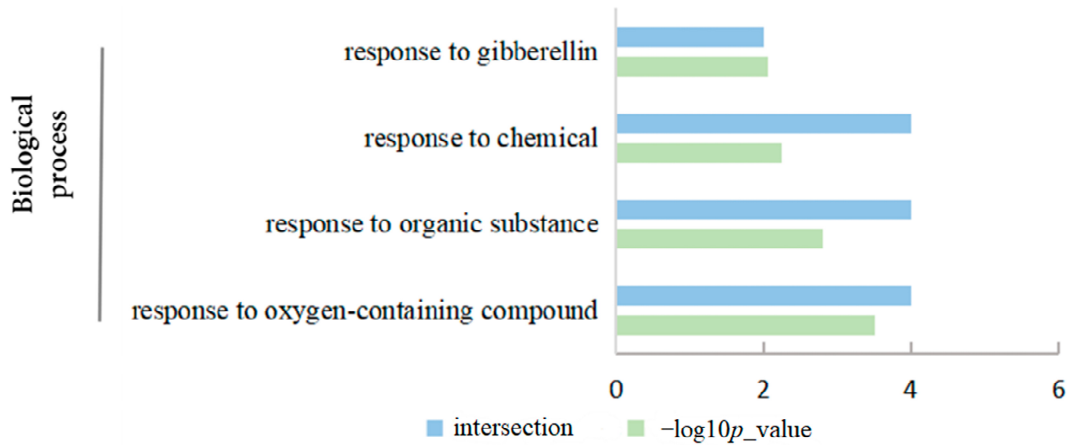 Biological
process
response to gibberellin
response to chemical
response to organic substance
response to oxygen-containing compound
0 2 4 6
intersection −log10p_value